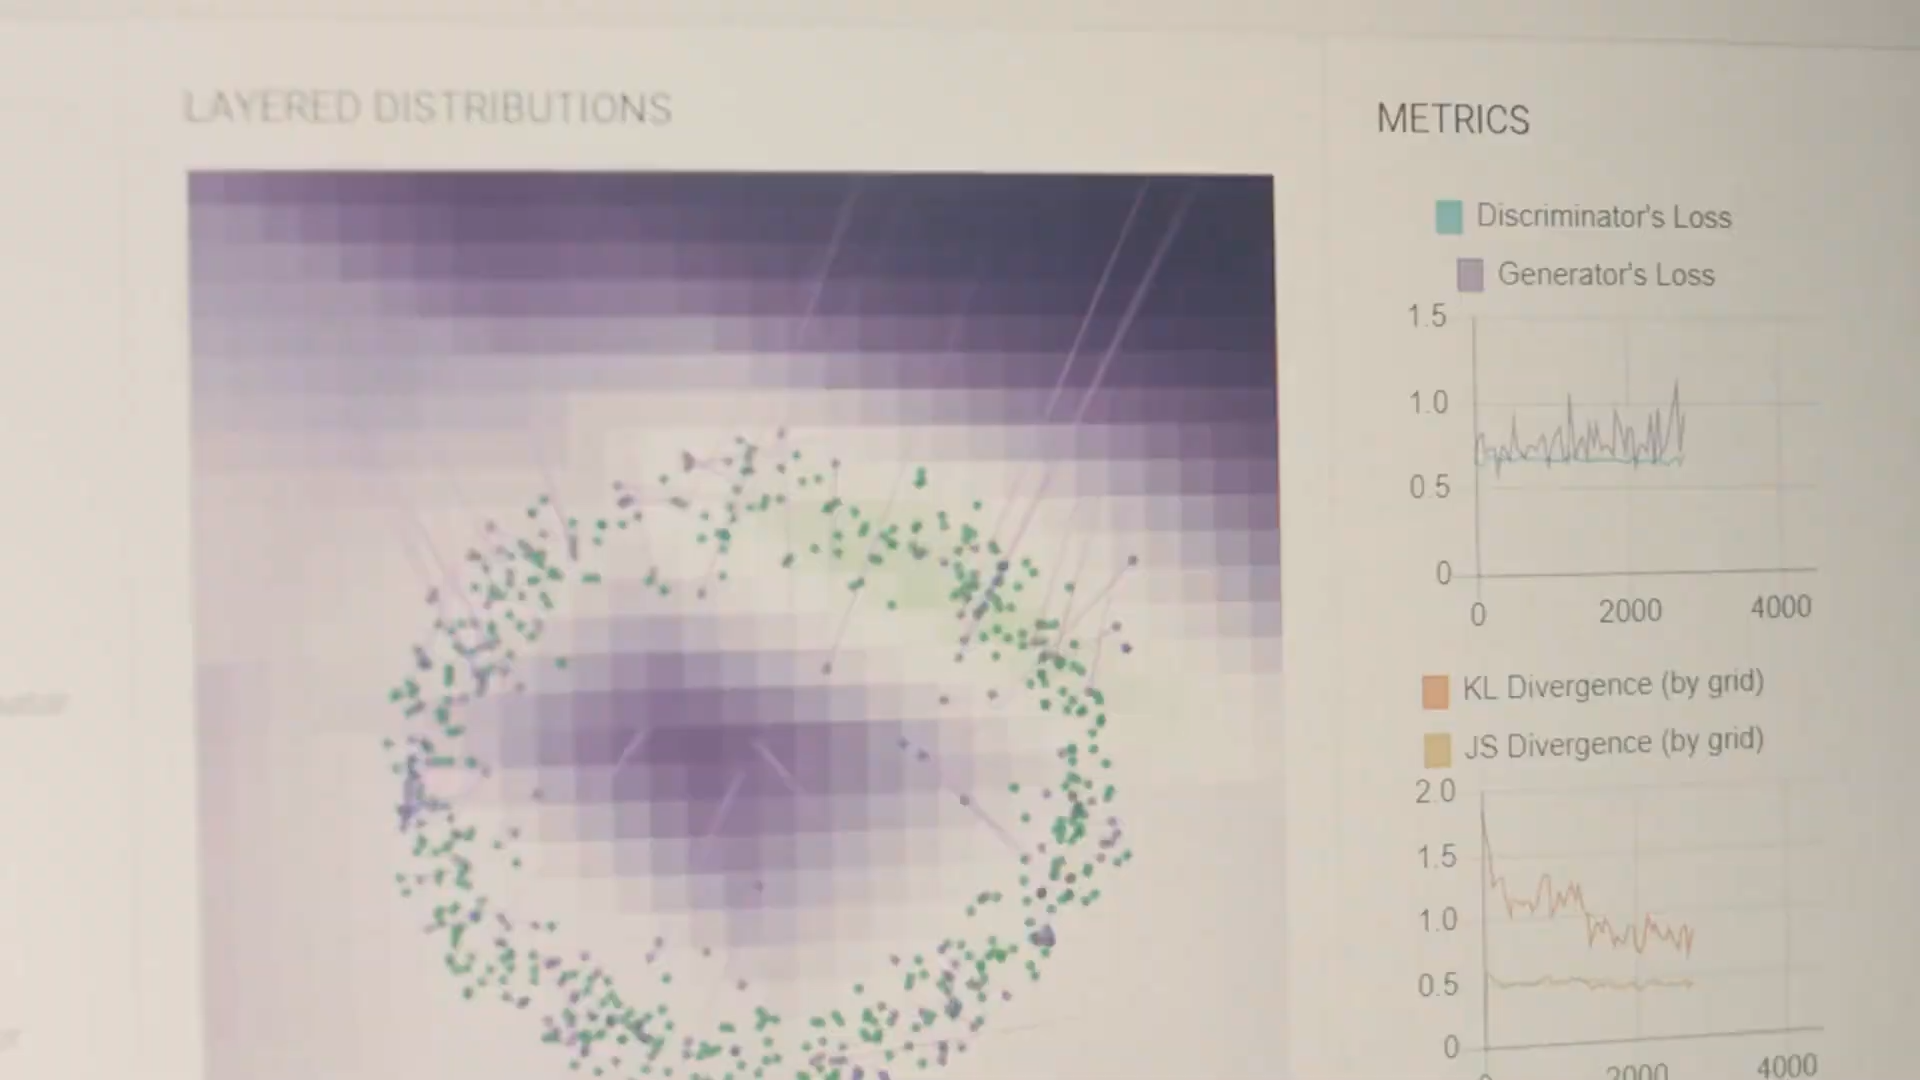 LAYERED DISTRIBUTIONS
METRICS
Discriminator's Loss
Generator's Loss
1.5
1.0
0.5
0
0
2000
4000
KL Divergence (by grid)
JS Divergence (by grid)
2.0
1.5
1.0
0.5
0
2000
4000